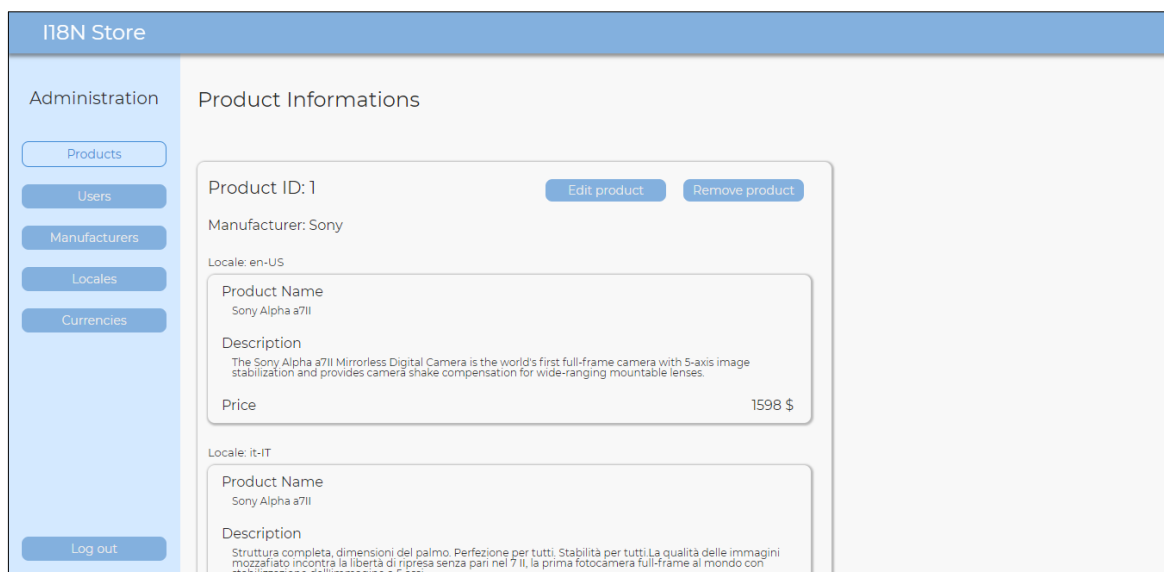 I18N Store
Administration
Products
Users
Manufacturers
Locales
Currencies
Log out
Product Informations
Product ID: 1
Edit product
Remove product
Manufacturer: Sony
Locale: en-US
Product Name
Sony Alpha a7II
Description
The Sony Alpha a7II Mirrorless Digital Camera is the world's first full-frame camera with 5-axis image
stabilization and provides camera shake compensation for wide-ranging mountable lenses.
Price
1598 $
Locale: it-IT
Product Name
Sony Alpha a7II
Description
Struttura completa, dimensioni del palmo. Perfezione per tutti. Stabilità per tutti.La qualità delle immagini
mozzafiato incontra la libertà di ripresa senza pari nel 7 II, la prima fotocamera full-frame al mondo con
stabilizzazione dell'immagine a 5 assi